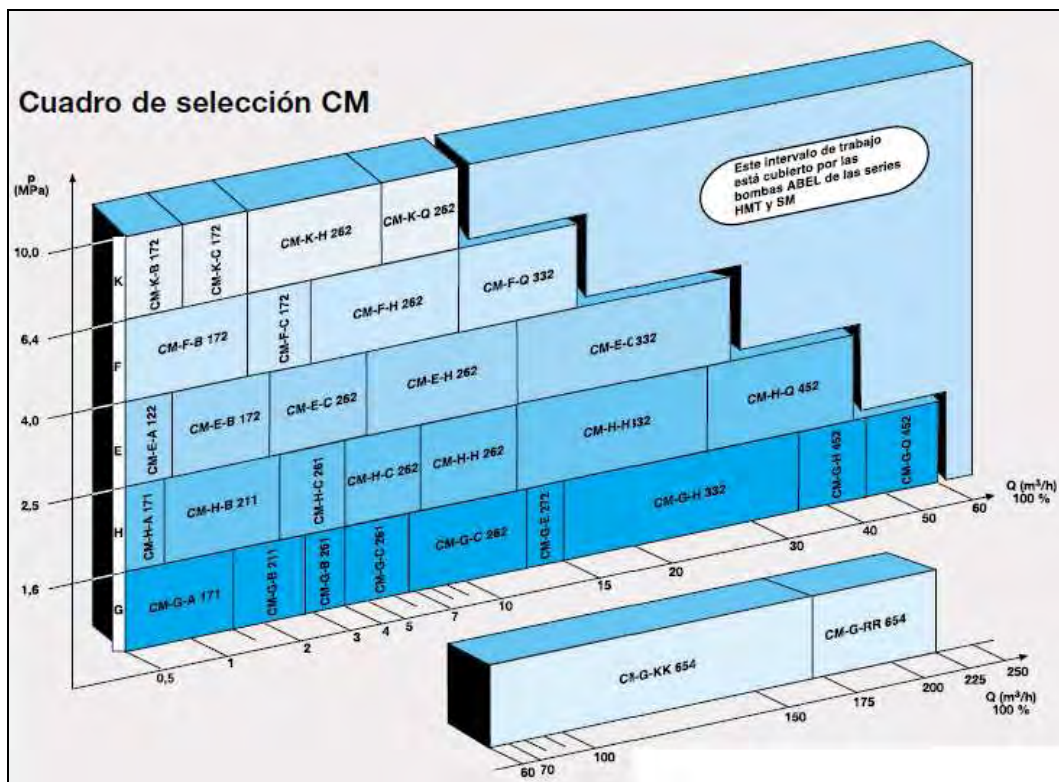 Cuadro de selección CM
Este intervalo de trabajo
está cubierto por las
bombas ABEL de las series
HMT y SM
P
(MPa)
10,0
6,4
4,0
2,5
1,6
K
CM-K-B 172
CM-K-C 172
CM-K-H 262
CM-K-Q 262
F
CM-F-B 172
CM-F-C 172
CM-F-H 262
CM-F-Q 332
E
CM-E-A 122
CM-E-B 172
CM-E-C 262
CM-E-H 262
332
H
CM-H-A 171
CM-H-B 211
CM-H-C 261
CM-H-C 262
CM-H-H 262
CM-H-H
CM-H-Q 452
G
CM-G-A 171
CM-G-B 211
CM-G-B 261
CM-G-C 261
CM-G-C 262
CM-G-E 272
CM-G-H 332
CM-G-H 452
CM-G-Q 452
0,5
1
2
3
4
5
7
10
15
20
30
40
50
60
Q (m³/h)
100 %
CM-G-KK 654
CM-G-RR 654
60
70
100
150
175
200
225
250
Q (m³/h)
100 %